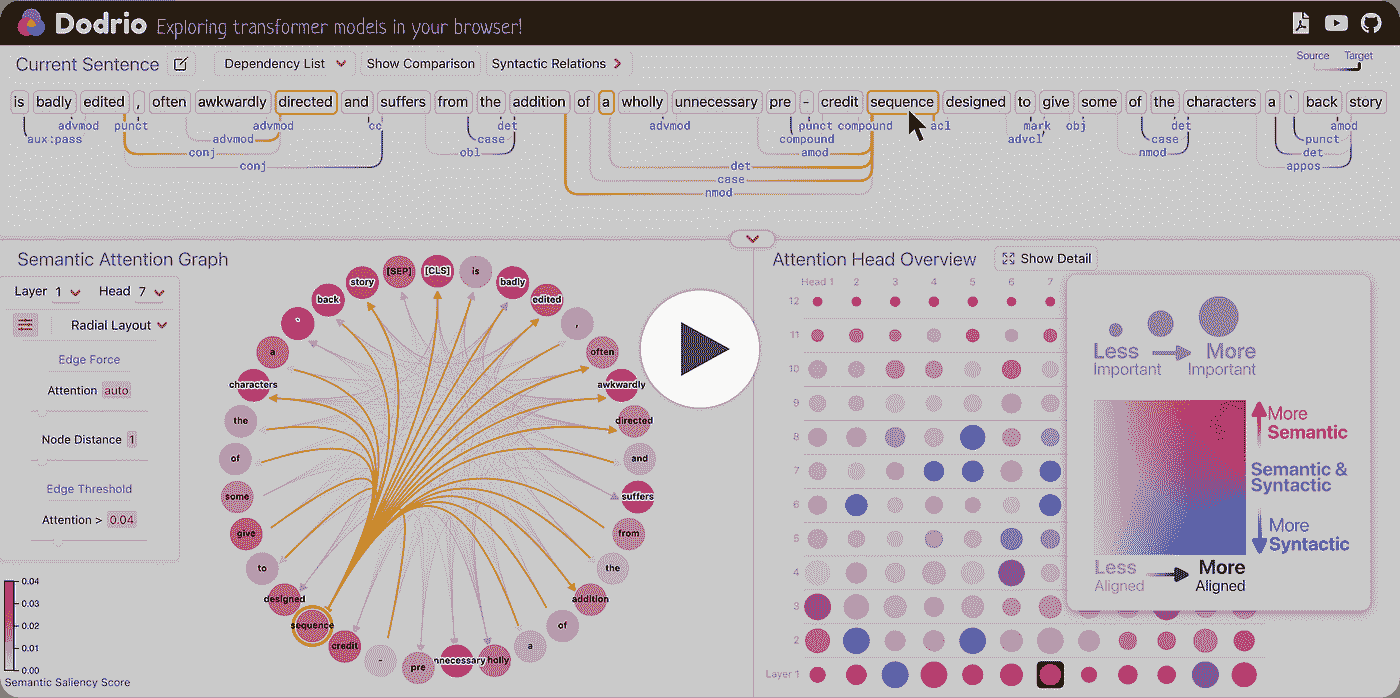 Dodrio Exploring transformer models in your browser!
Current Sentence
Dependency List
Show Comparison
Syntactic Relations
Source Target
is badly edited , often awkwardly directed and suffers from the addition of a wholly unnecessary pre - credit sequence designed to give some of the characters a ` back story
advmod punct advmod cc det advmod punct compound acl mark obj det amod
aux:pass advmod case compound advcl case punct
conj obl amod nmod det
conj det appos
case
nmod
Semantic Attention Graph
Layer 1 Head 7
Radial Layout
Edge Force
Attention auto
Node Distance 1
Edge Threshold
Attention > 0.04
0.04
0.03
0.02
0.01
0.00
Semantic Saliency Score
[CLS]
is
badly
edited
,
often
awkwardly
directed
and
suffers
from
the
addition
of
a
holly
nnecessary
pre
-
credit
sequence
designed
to
give
some
of
the
characters
a
back
story
[SEP]
Attention Head Overview
Show Detail
Head 1 2 3 4 5 6 7
12
11
10
9
8
7
6
5
4
3
2
Layer 1
Less More
Important Important
More
Semantic
Semantic &
Syntactic
More
Syntactic
Less More
Aligned Aligned